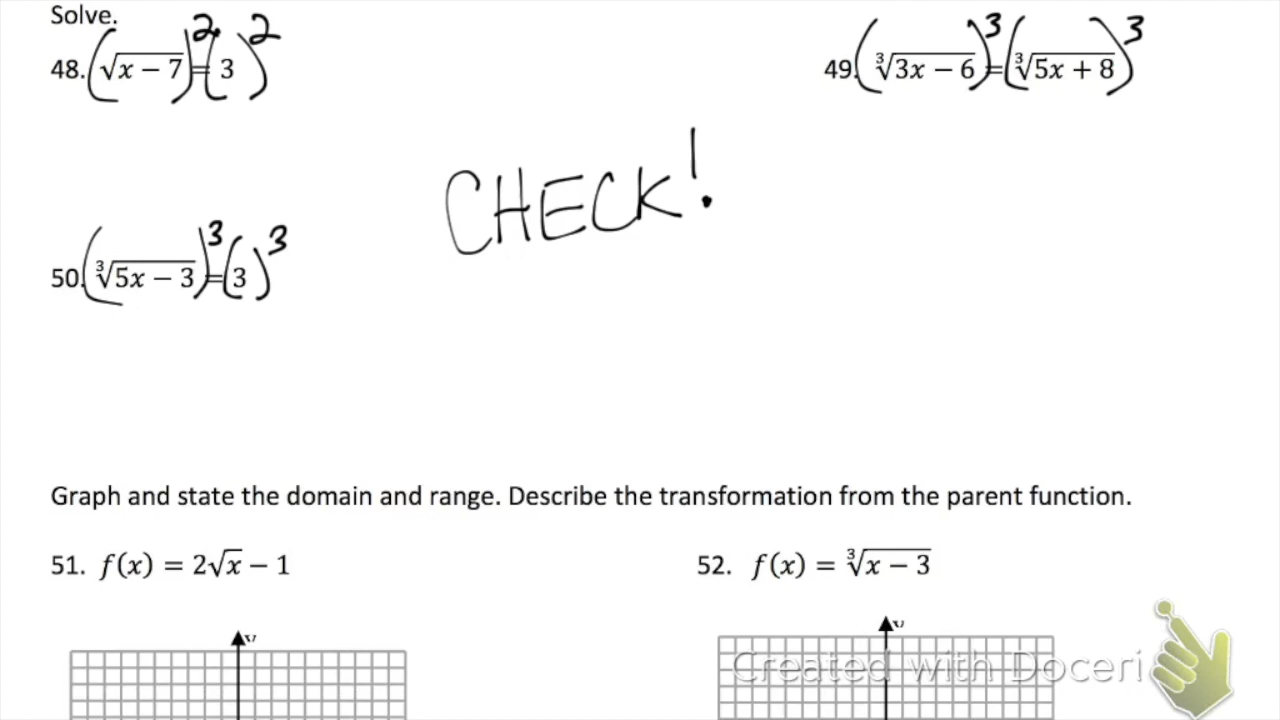 Solve.
48. (√x − 7)² = (3)² 49. (∛3x − 6)³ = (∛5x + 8)³
CHECK!
50. (∛5x − 3)³ = (3)³
Graph and state the domain and range. Describe the transformation from the parent function.
51. f(x) = 2√x − 1 52. f(x) = ∛x − 3
Created with Doceri